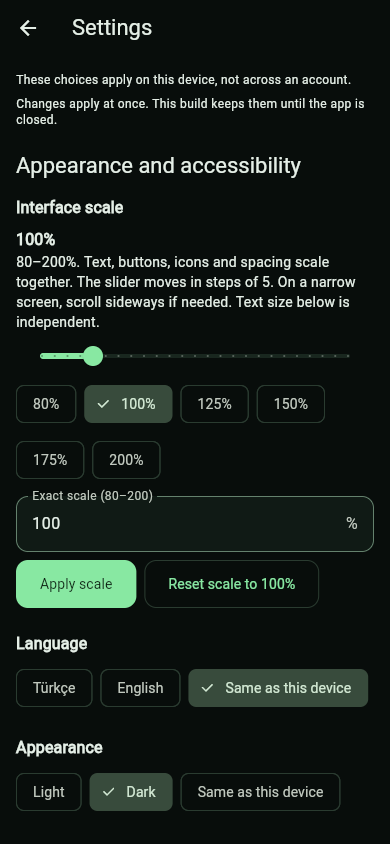 Settings
These choices apply on this device, not across an account.
Changes apply at once. This build keeps them until the app is
closed.
Appearance and accessibility
Interface scale
100%
80–200%. Text, buttons, icons and spacing scale
together. The slider moves in steps of 5. On a narrow
screen, scroll sideways if needed. Text size below is
independent.
80% 100% 125% 150%
175% 200%
Exact scale (80–200)
100 %
Apply scale Reset scale to 100%
Language
Türkçe English Same as this device
Appearance
Light Dark Same as this device